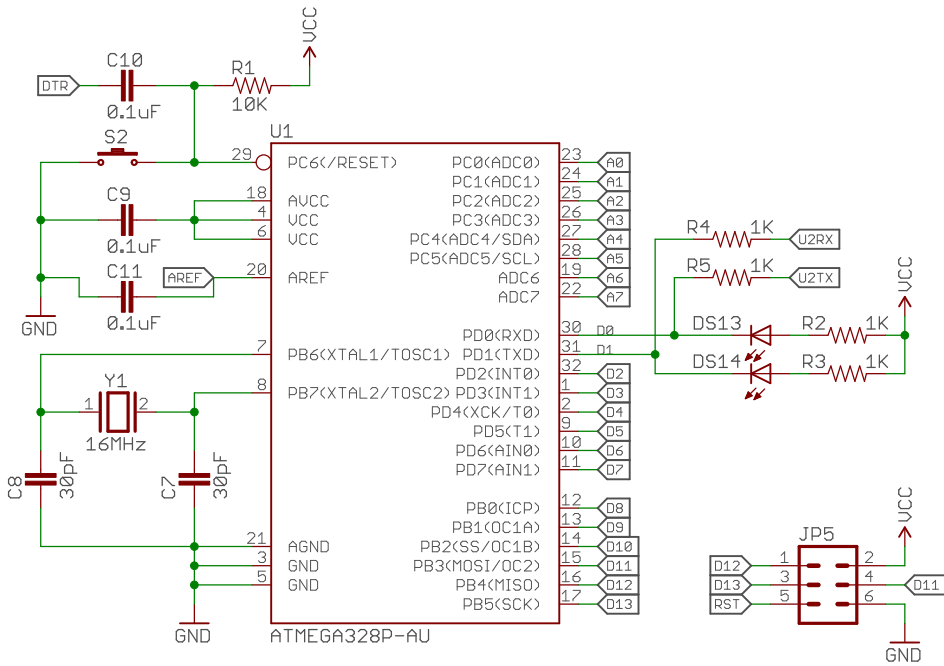 VCC
C10
DTR
0.1uF
R1
10K
S2
U1
29 PC6(/RESET)
18 AVCC
4 VCC
6 VCC
C9
0.1uF
AREF
20 AREF
C11
0.1uF
GND
7 PB6(XTAL1/TOSC1)
8 PB7(XTAL2/TOSC2)
Y1
1 2
16MHz
C8
30pF
C7
30pF
21 AGND
3 GND
5 GND
GND
ATMEGA328P-AU
PC0(ADC0) 23 A0
PC1(ADC1) 24 A1
PC2(ADC2) 25 A2
PC3(ADC3) 26 A3
PC4(ADC4/SDA) 27 A4
PC5(ADC5/SCL) 28 A5
ADC6 19 A6
ADC7 22 A7
PD0(RXD) 30 D0
PD1(TXD) 31 D1
PD2(INT0) 32 D2
PD3(INT1) 1 D3
PD4(XCK/T0) 2 D4
PD5(T1) 9 D5
PD6(AIN0) 10 D6
PD7(AIN1) 11 D7
PB0(ICP) 12 D8
PB1(OC1A) 13 D9
PB2(SS/OC1B) 14 D10
PB3(MOSI/OC2) 15 D11
PB4(MISO) 16 D12
PB5(SCK) 17 D13
R4 1K U2RX
R5 1K U2TX
VCC
DS13 R2 1K
DS14 R3 1K
VCC
JP5
D12 1 2
D13 3 4 D11
RST 5 6
GND